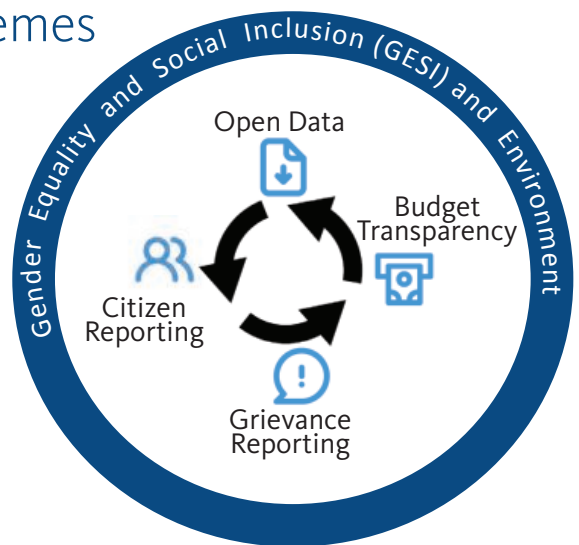 emes
Gender Equality and Social Inclusion (GESI) and Environment
Open Data
Budget
Transparency
Citizen
Reporting
Grievance
Reporting